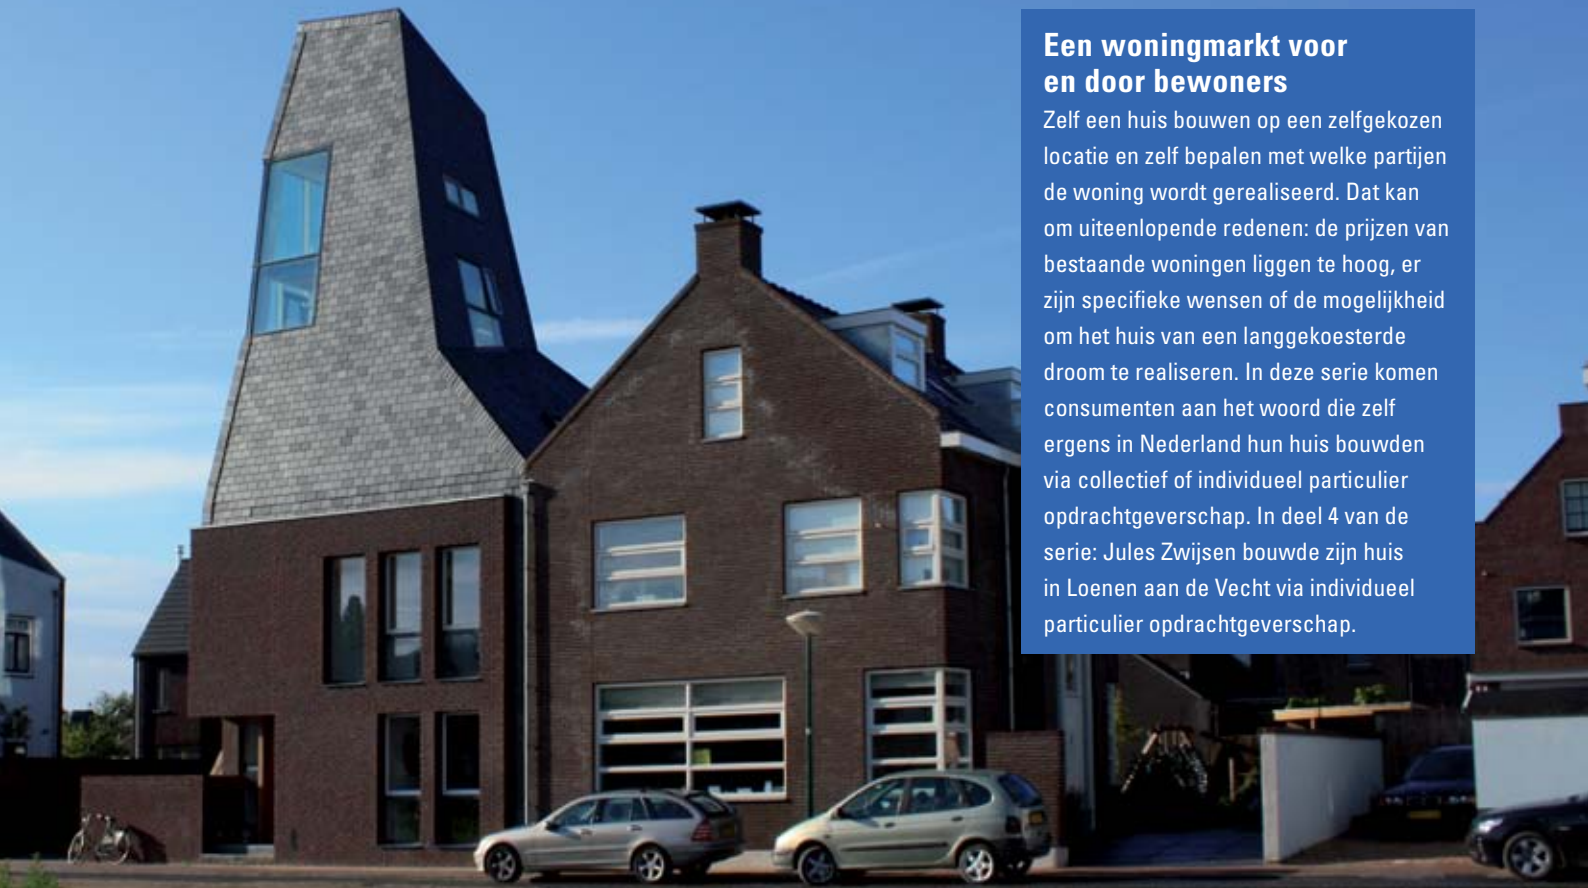 Een woningmarkt voor
en door bewoners
Zelf een huis bouwen op een zelfgekozen
locatie en zelf bepalen met welke partijen
de woning wordt gerealiseerd. Dat kan
om uiteenlopende redenen: de prijzen van
bestaande woningen liggen te hoog, er
zijn specifieke wensen of de mogelijkheid
om het huis van een langgekoesterde
droom te realiseren. In deze serie komen
consumenten aan het woord die zelf
ergens in Nederland hun huis bouwden
via collectief of individueel particulier
opdrachtgeverschap. In deel 4 van de
serie: Jules Zwijsen bouwde zijn huis
in Loenen aan de Vecht via individueel
particulier opdrachtgeverschap.